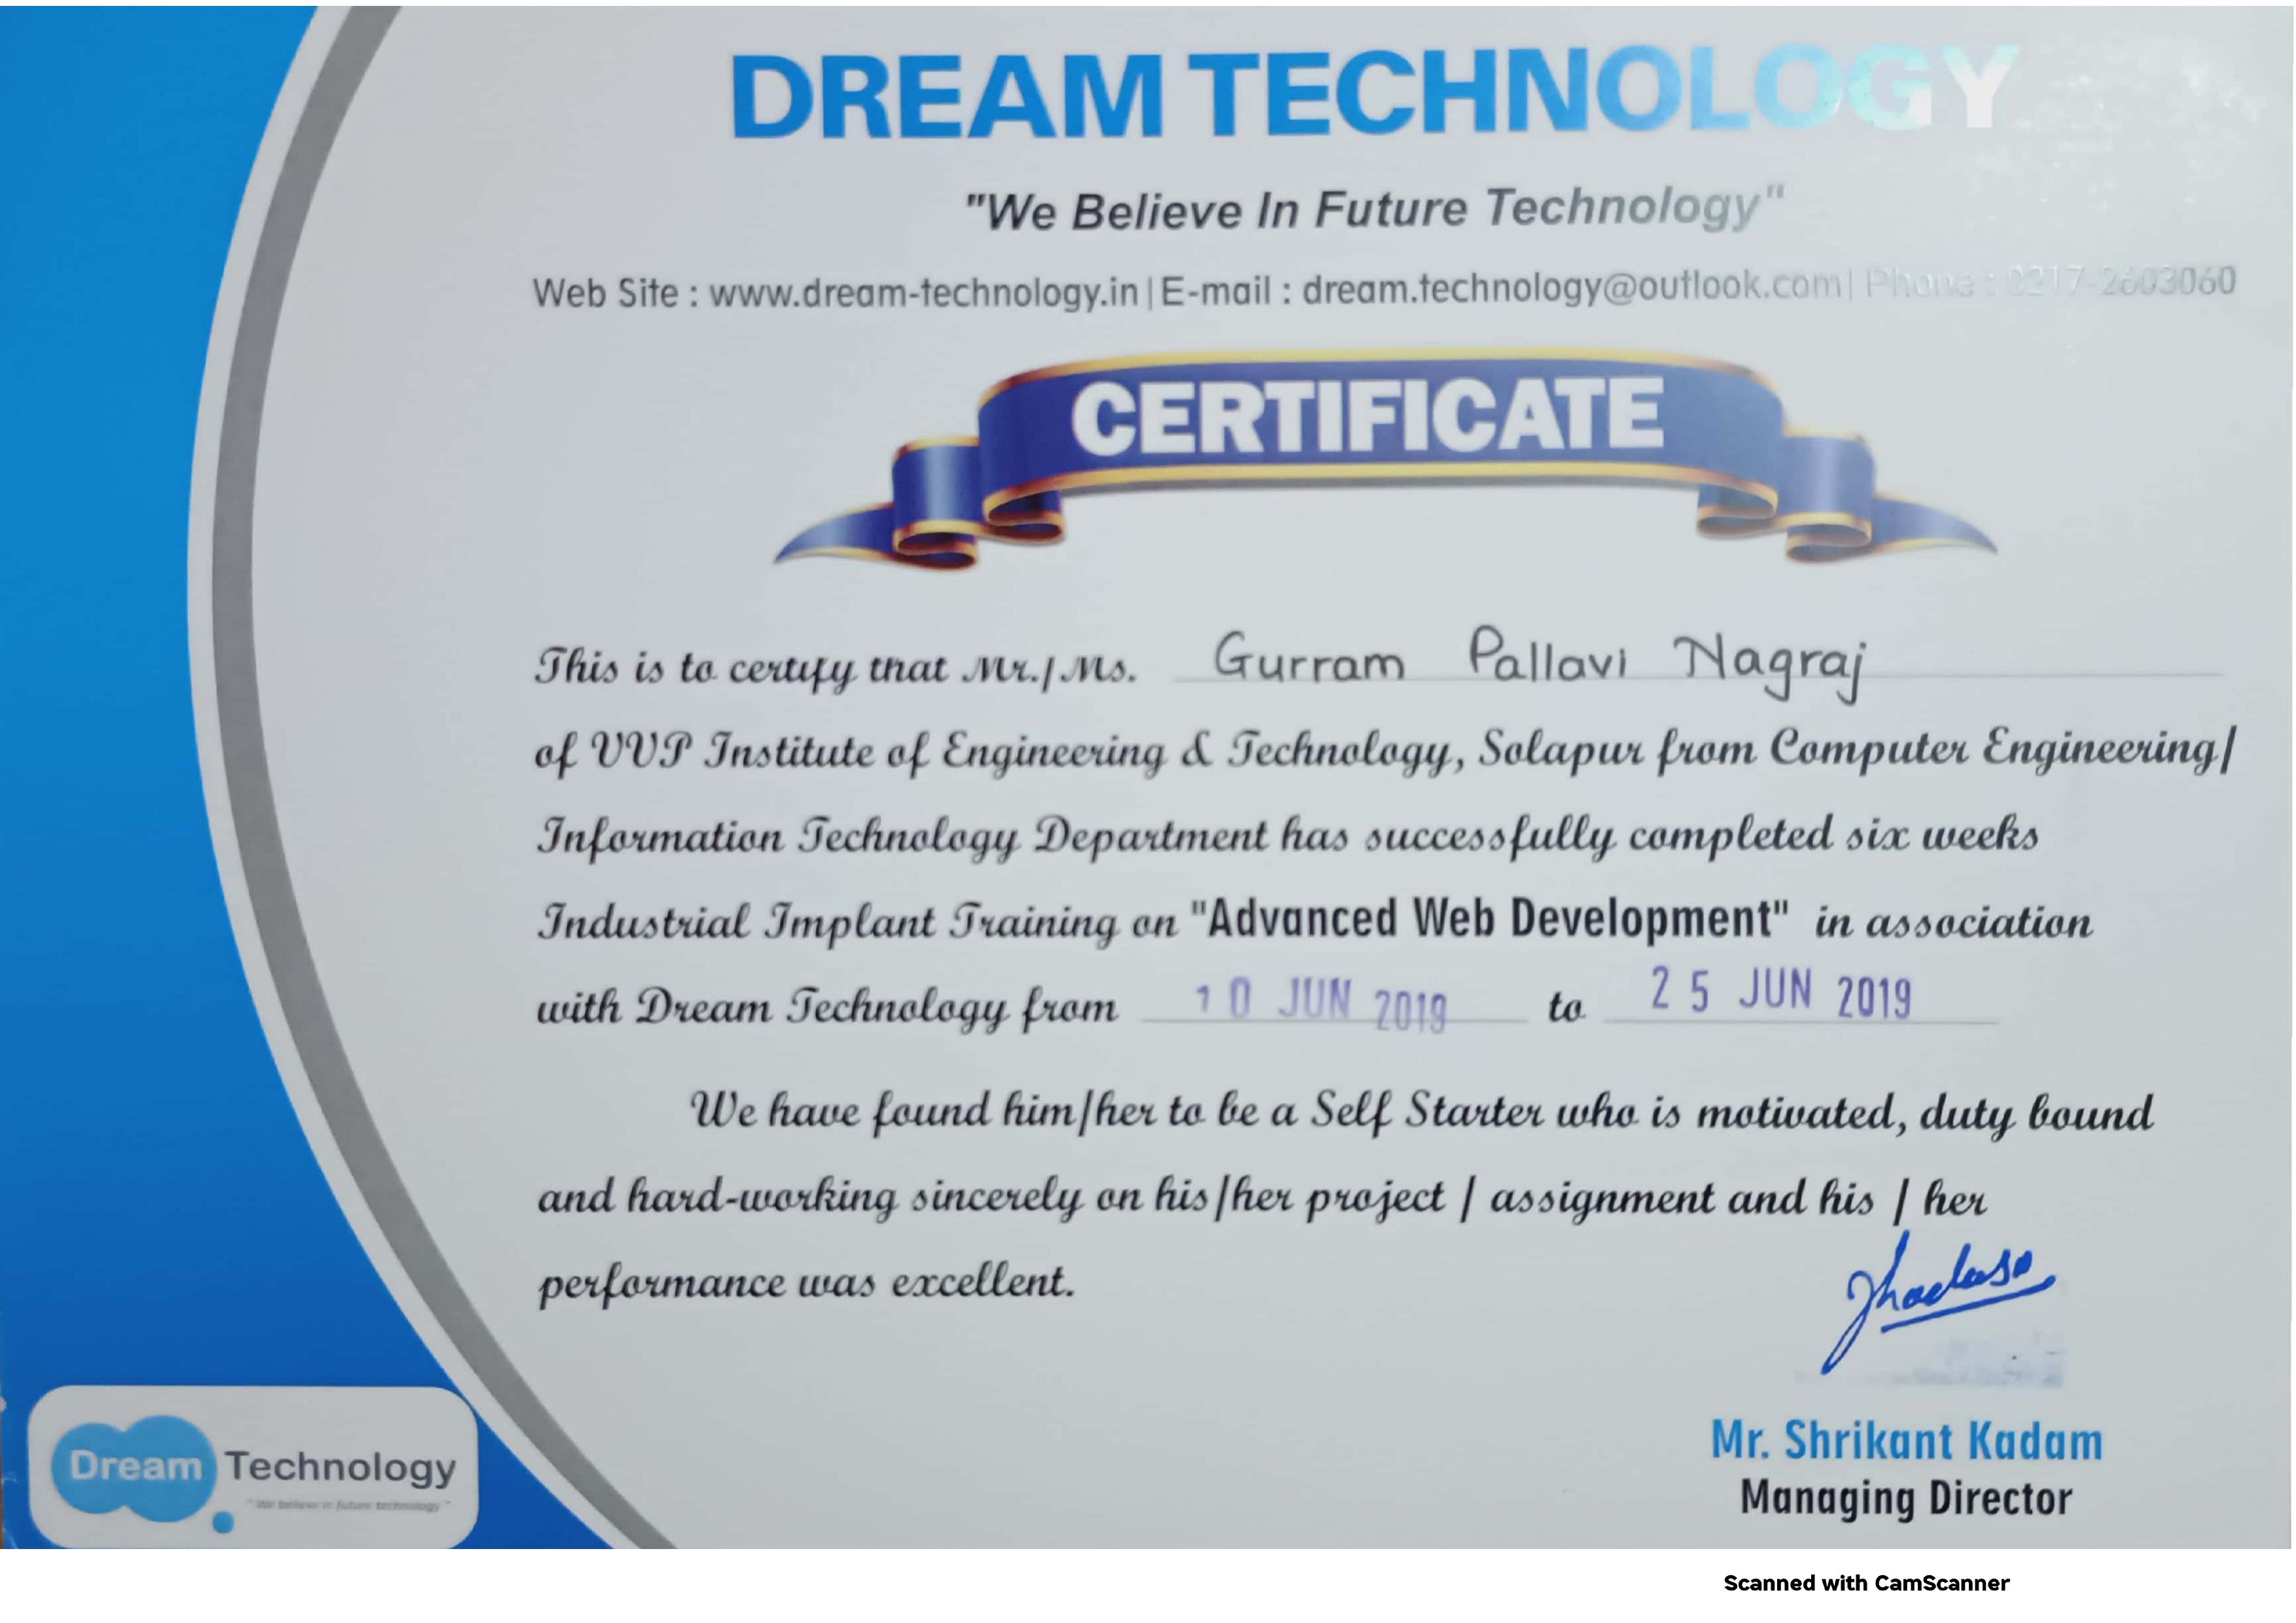 DREAM TECHNOLOGY
"We Believe In Future Technology"
Web Site : www.dream-technology.in | E-mail : dream.technology@outlook.com | Phone : 0217-2603060
CERTIFICATE
This is to certify that Mr./Ms. Gurram Pallavi Nagraj
of VVP Institute of Engineering & Technology, Solapur from Computer Engineering/
Information Technology Department has successfully completed six weeks
Industrial Implant Training on "Advanced Web Development" in association
with Dream Technology from 10 JUN 2019 to 25 JUN 2019
We have found him/her to be a Self Starter who is motivated, duty bound
and hard-working sincerely on his/her project / assignment and his / her
performance was excellent.
Mr. Shrikant Kadam
Managing Director
Dream Technology
"We believe in future technology"
Scanned with CamScanner